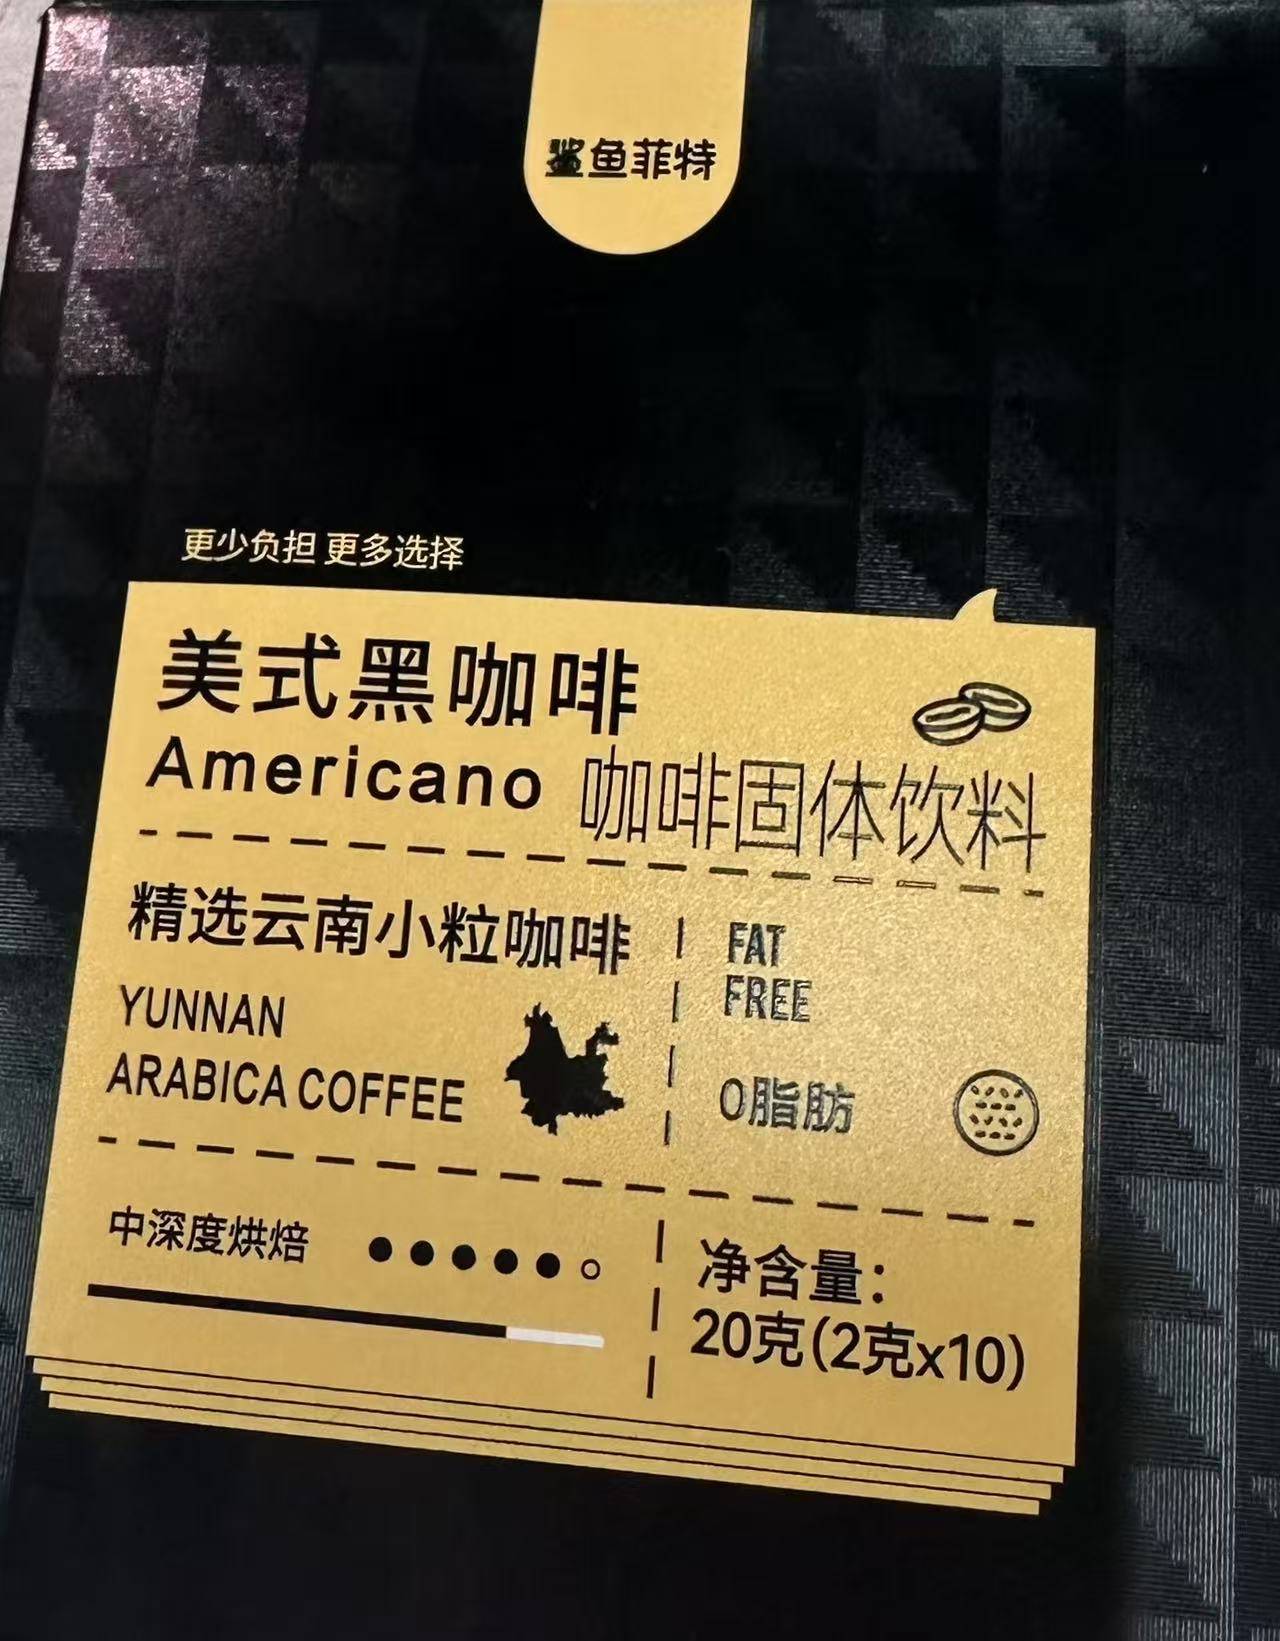 鲨鱼菲特
更少负担 更多选择
美式黑咖啡
Americano 咖啡固体饮料
精选云南小粒咖啡
YUNNAN
ARABICA COFFEE
FAT
FREE
0脂肪
中深度烘焙
净含量：
20克(2克x10)